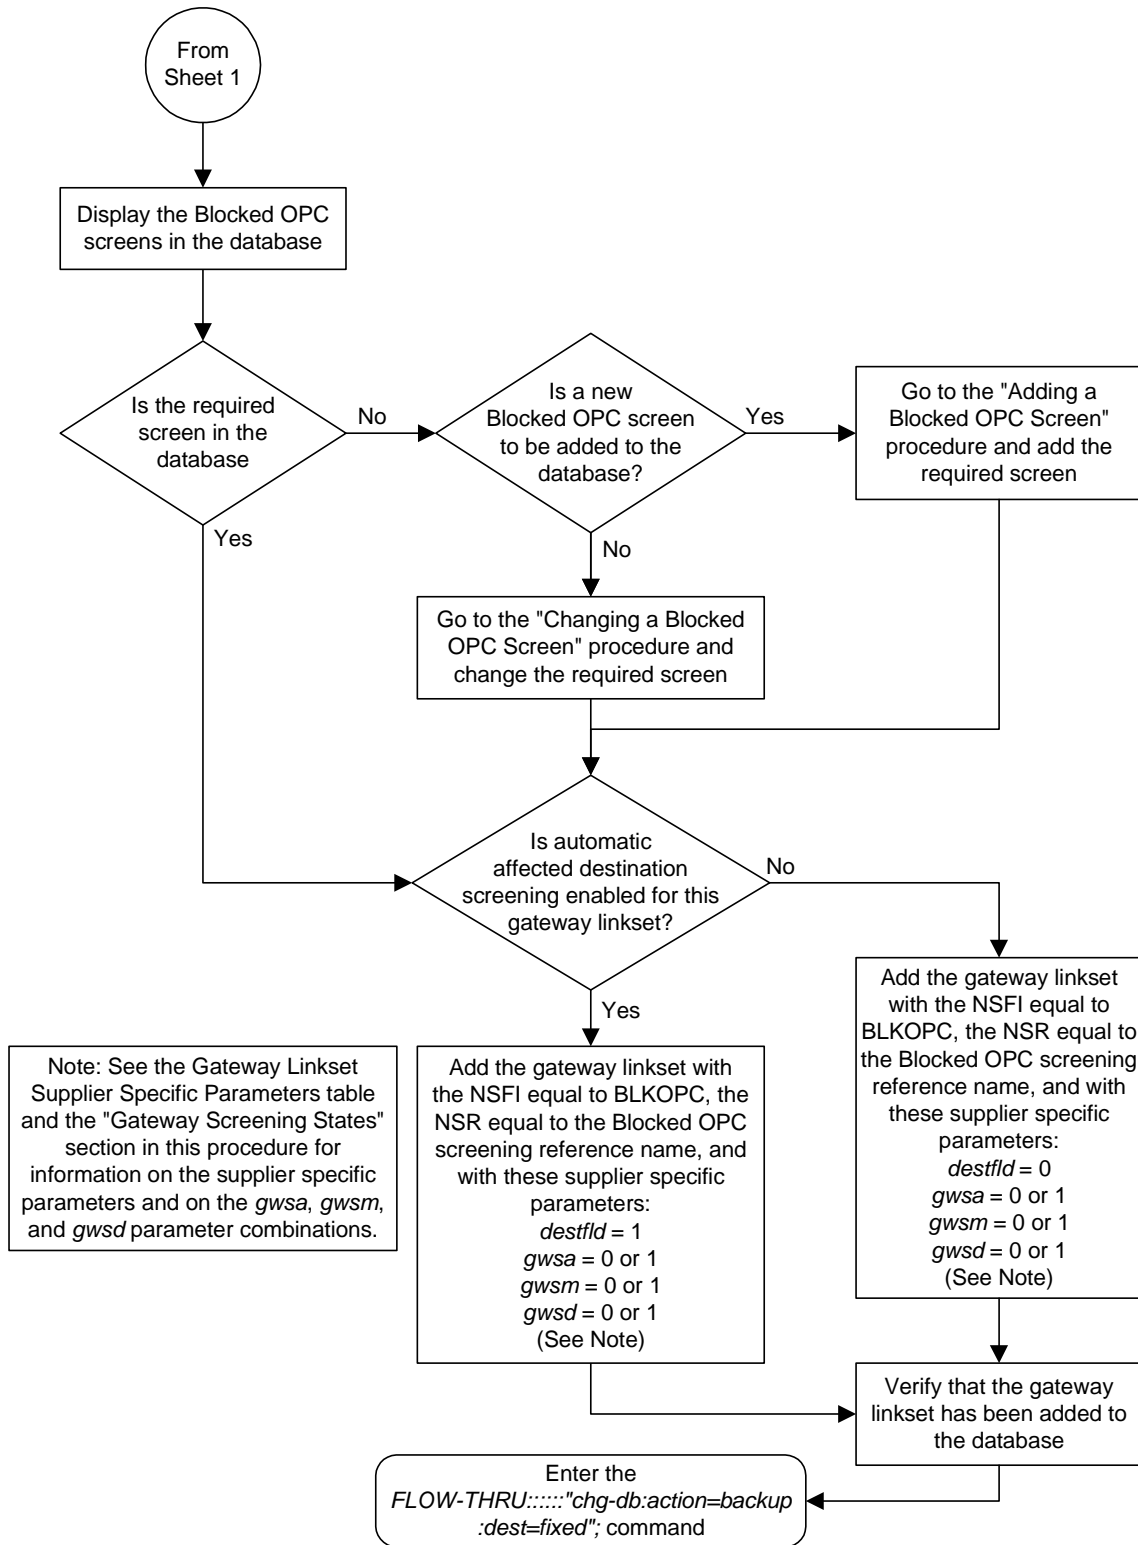 From
Sheet 1
Display the Blocked OPC
screens in the database
Is the required
screen in the
database
No
Yes
Is a new
Blocked OPC screen
to be added to the
database?
Yes
No
Go to the "Adding a
Blocked OPC Screen"
procedure and add the
required screen
Go to the "Changing a Blocked
OPC Screen" procedure and
change the required screen
Is automatic
affected destination
screening enabled for this
gateway linkset?
No
Yes
Note: See the Gateway Linkset
Supplier Specific Parameters table
and the "Gateway Screening States"
section in this procedure for
information on the supplier specific
parameters and on the gwsa, gwsm,
and gwsd parameter combinations.
Add the gateway linkset with
the NSFI equal to BLKOPC, the
NSR equal to the Blocked OPC
screening reference name, and
with these supplier specific
parameters:
destfld = 1
gwsa = 0 or 1
gwsm = 0 or 1
gwsd = 0 or 1
(See Note)
Add the gateway linkset
with the NSFI equal to
BLKOPC, the NSR equal to
the Blocked OPC screening
reference name, and with
these supplier specific
parameters:
destfld = 0
gwsa = 0 or 1
gwsm = 0 or 1
gwsd = 0 or 1
(See Note)
Verify that the gateway
linkset has been added to
the database
Enter the
FLOW-THRU::::::"chg-db:action=backup
:dest=fixed"; command